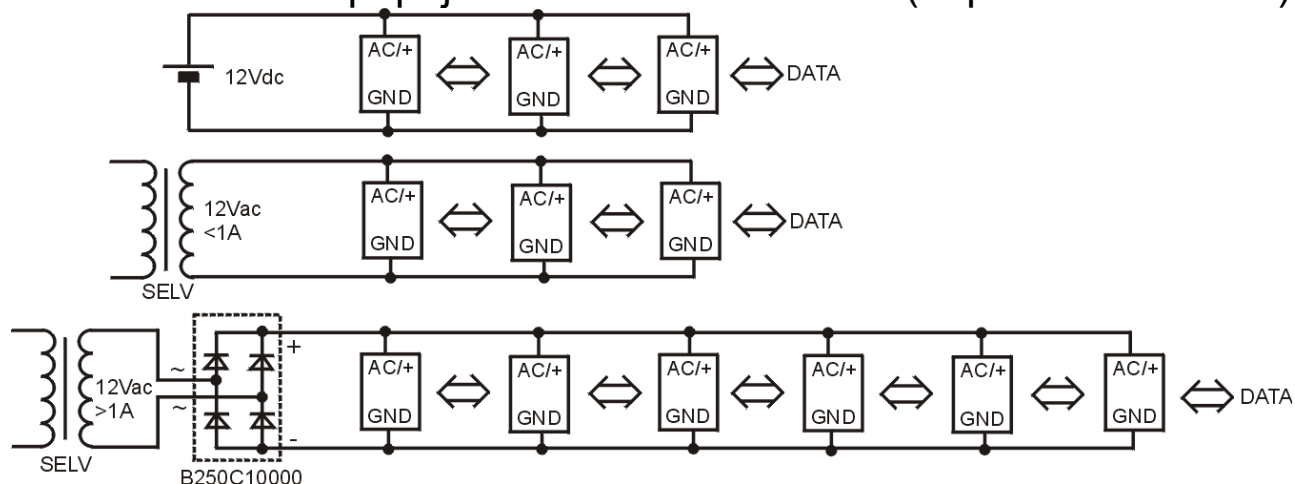 AC/+ AC/+ AC/+
12Vdc DATA
GND GND GND
AC/+ AC/+ AC/+
12Vac
<1A
DATA
GND GND GND
SELV
+
AC/+ AC/+ AC/+ AC/+ AC/+ AC/+
~
12Vac
>1A
DATA
~
GND GND GND GND GND GND
-
SELV
B250C10000